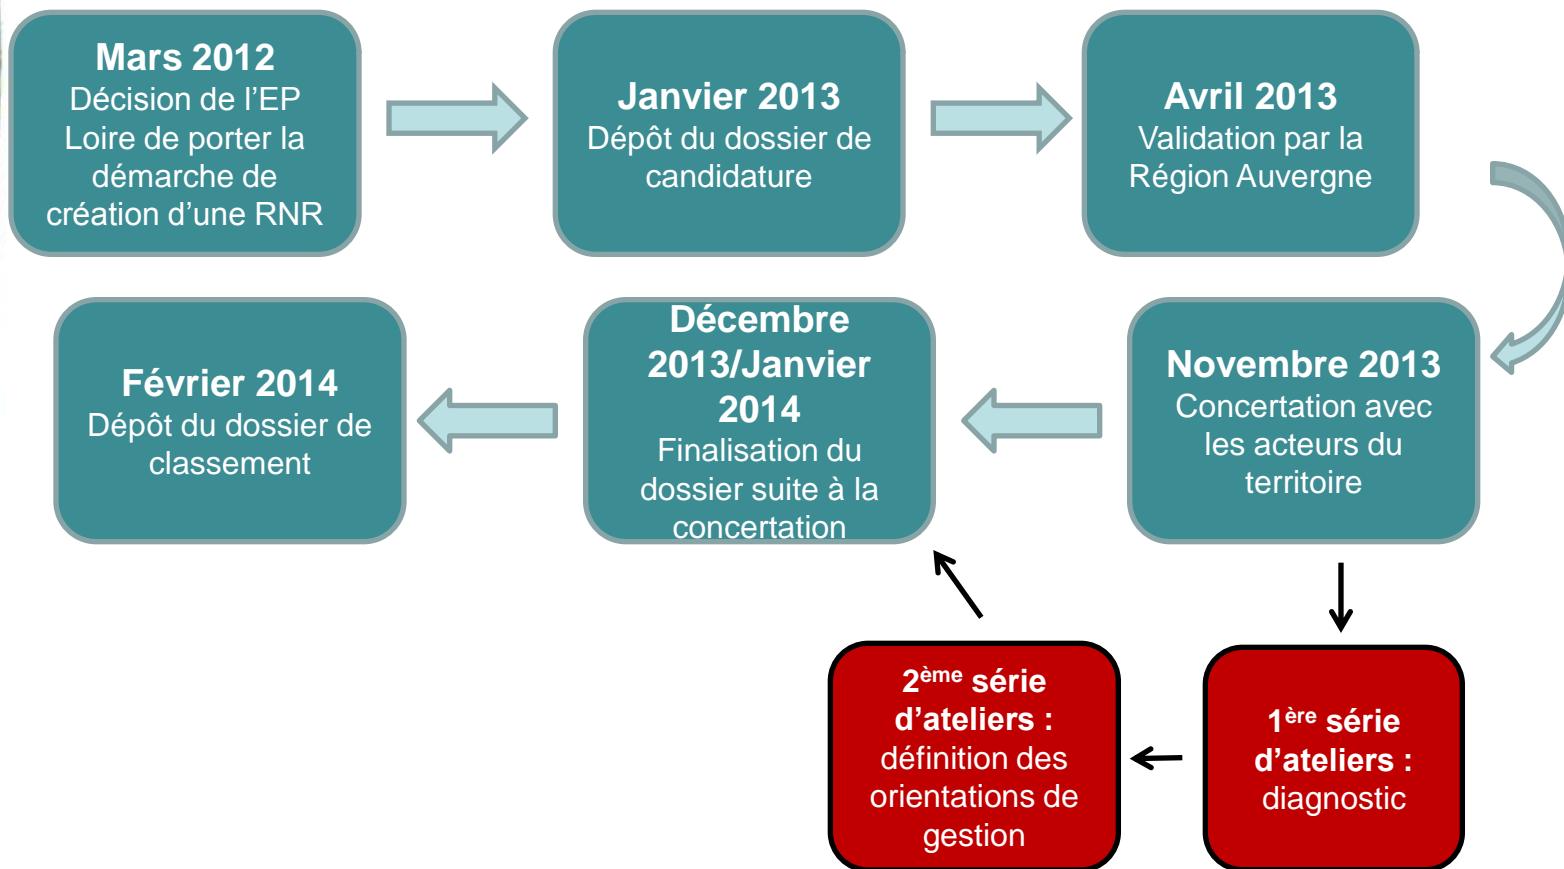 Mars 2012
Décision de l’EP
Loire de porter la
démarche de
création d’une RNR
Janvier 2013
Dépôt du dossier de
candidature
Avril 2013
Validation par la
Région Auvergne
Novembre 2013
Concertation avec
les acteurs du
territoire
Décembre
2013/Janvier
2014
Finalisation du
dossier suite à la
concertation
Février 2014
Dépôt du dossier de
classement
1ère série
d’ateliers :
diagnostic
2ème série
d’ateliers :
définition des
orientations de
gestion